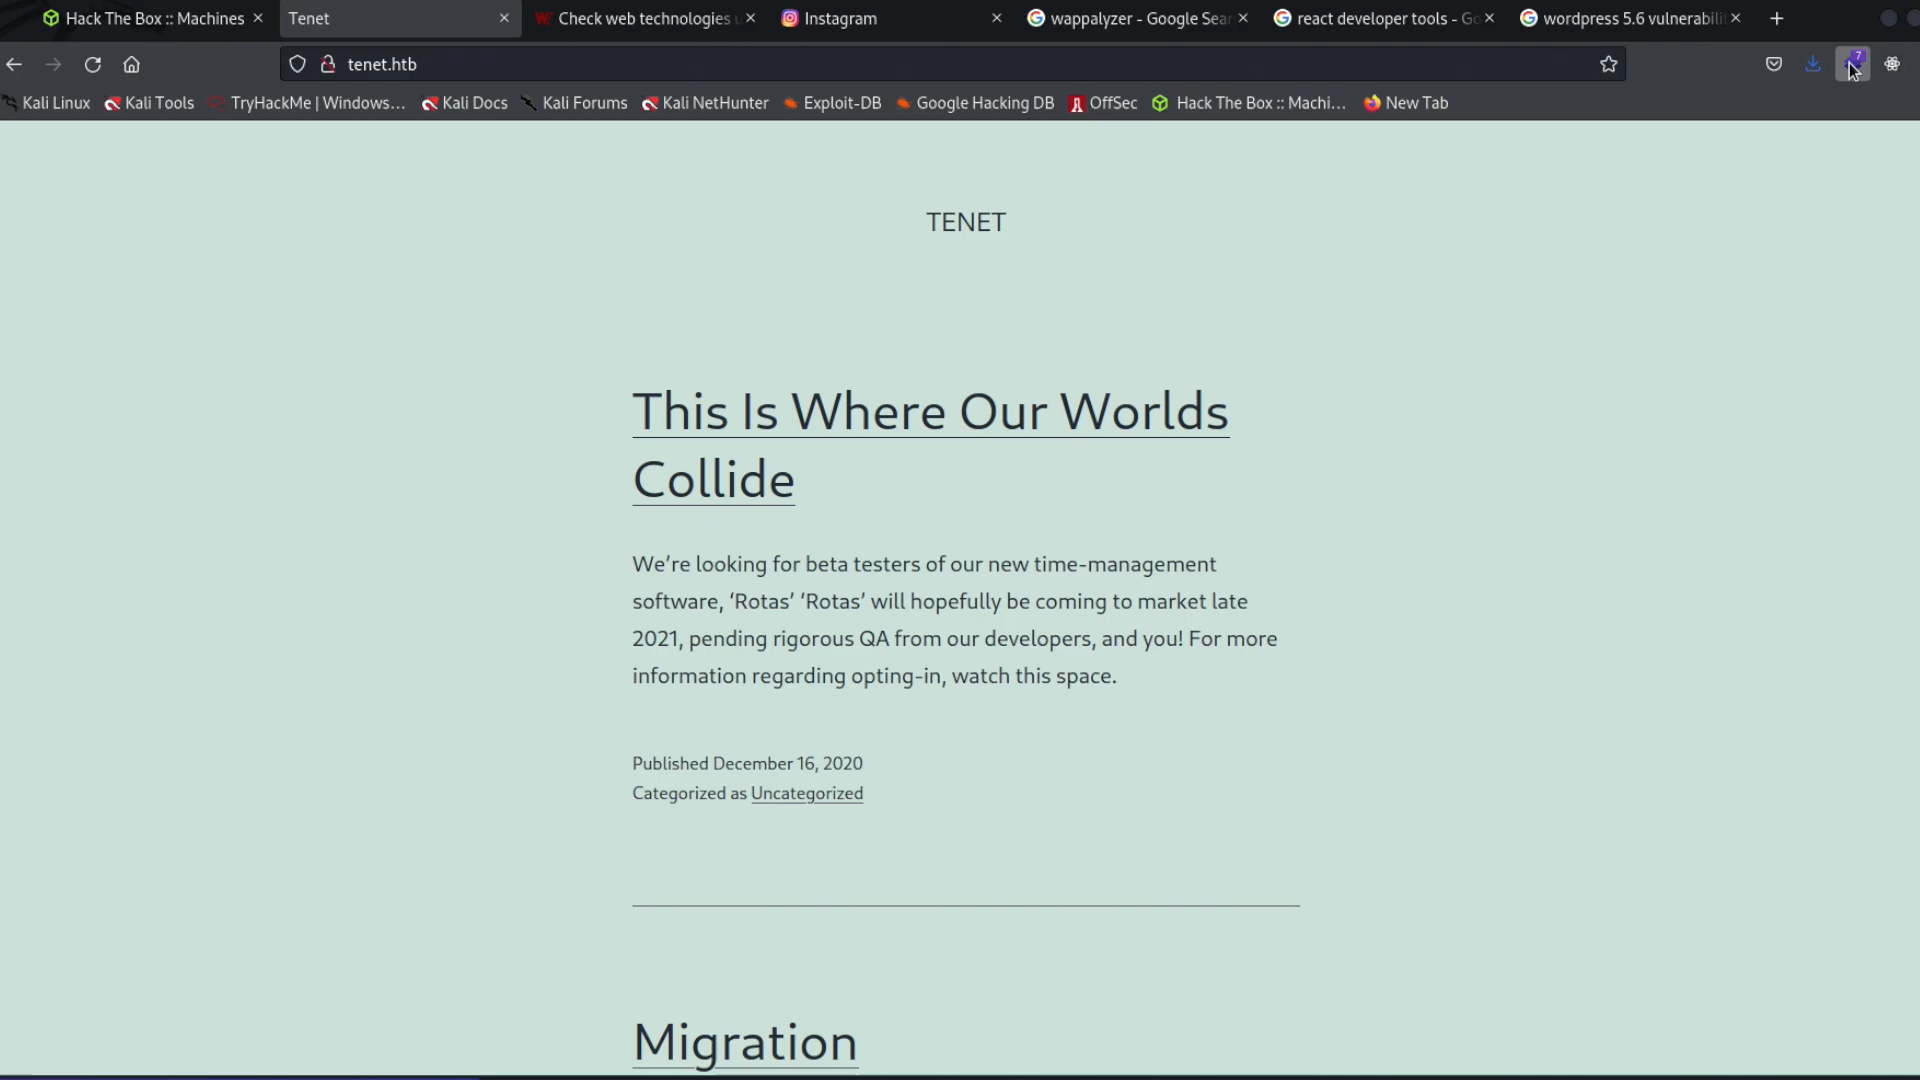 Hack The Box :: Machines
Tenet
Check web technologies
Instagram
wappalyzer - Google Sear
react developer tools - Go
wordpress 5.6 vulnerabili
tenet.htb
7
Kali Linux
Kali Tools
TryHackMe | Windows...
Kali Docs
Kali Forums
Kali NetHunter
Exploit-DB
Google Hacking DB
OffSec
Hack The Box :: Machi...
New Tab
TENET
This Is Where Our Worlds
Collide
We're looking for beta testers of our new time-management
software, ‘Rotas’ ‘Rotas’ will hopefully be coming to market late
2021, pending rigorous QA from our developers, and you! For more
information regarding opting-in, watch this space.
Published December 16, 2020
Categorized as Uncategorized
Migration